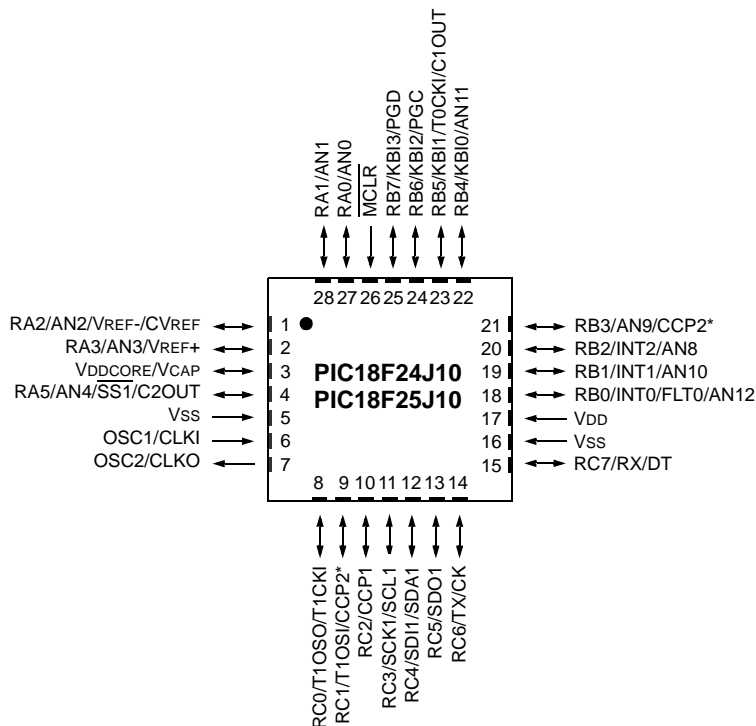 RA1/AN1
RA0/AN0
MCLR
RB7/KBI3/PGD
RB6/KBI2/PGC
RB5/KBI1/T0CKI/C1OUT
RB4/KBI0/AN11
28 27 26 25 24 23 22
RA2/AN2/VREF-/CVREF
RA3/AN3/VREF+
VDDCORE/VCAP
RA5/AN4/SS1/C2OUT
VSS
OSC1/CLKI
OSC2/CLKO
1
2
3
4
5
6
7
PIC18F24J10
PIC18F25J10
21
20
19
18
17
16
15
RB3/AN9/CCP2*
RB2/INT2/AN8
RB1/INT1/AN10
RB0/INT0/FLT0/AN12
VDD
VSS
RC7/RX/DT
8 9 10 11 12 13 14
RC0/T1OSO/T1CKI
RC1/T1OSI/CCP2*
RC2/CCP1
RC3/SCK1/SCL1
RC4/SDI1/SDA1
RC5/SDO1
RC6/TX/CK